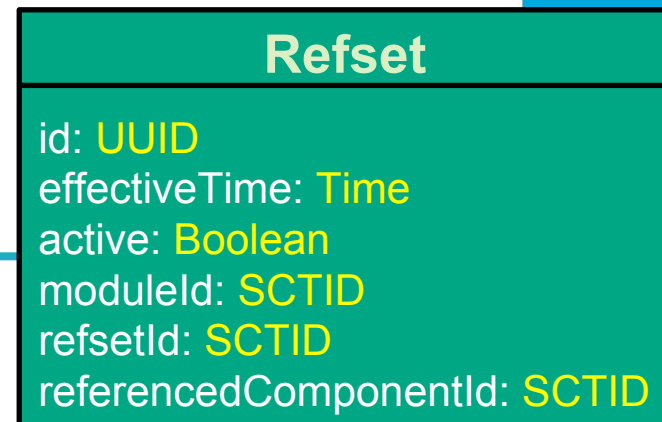 Refset
id: UUID
effectiveTime: Time
active: Boolean
moduleId: SCTID
refsetId: SCTID
referencedComponentId: SCTID